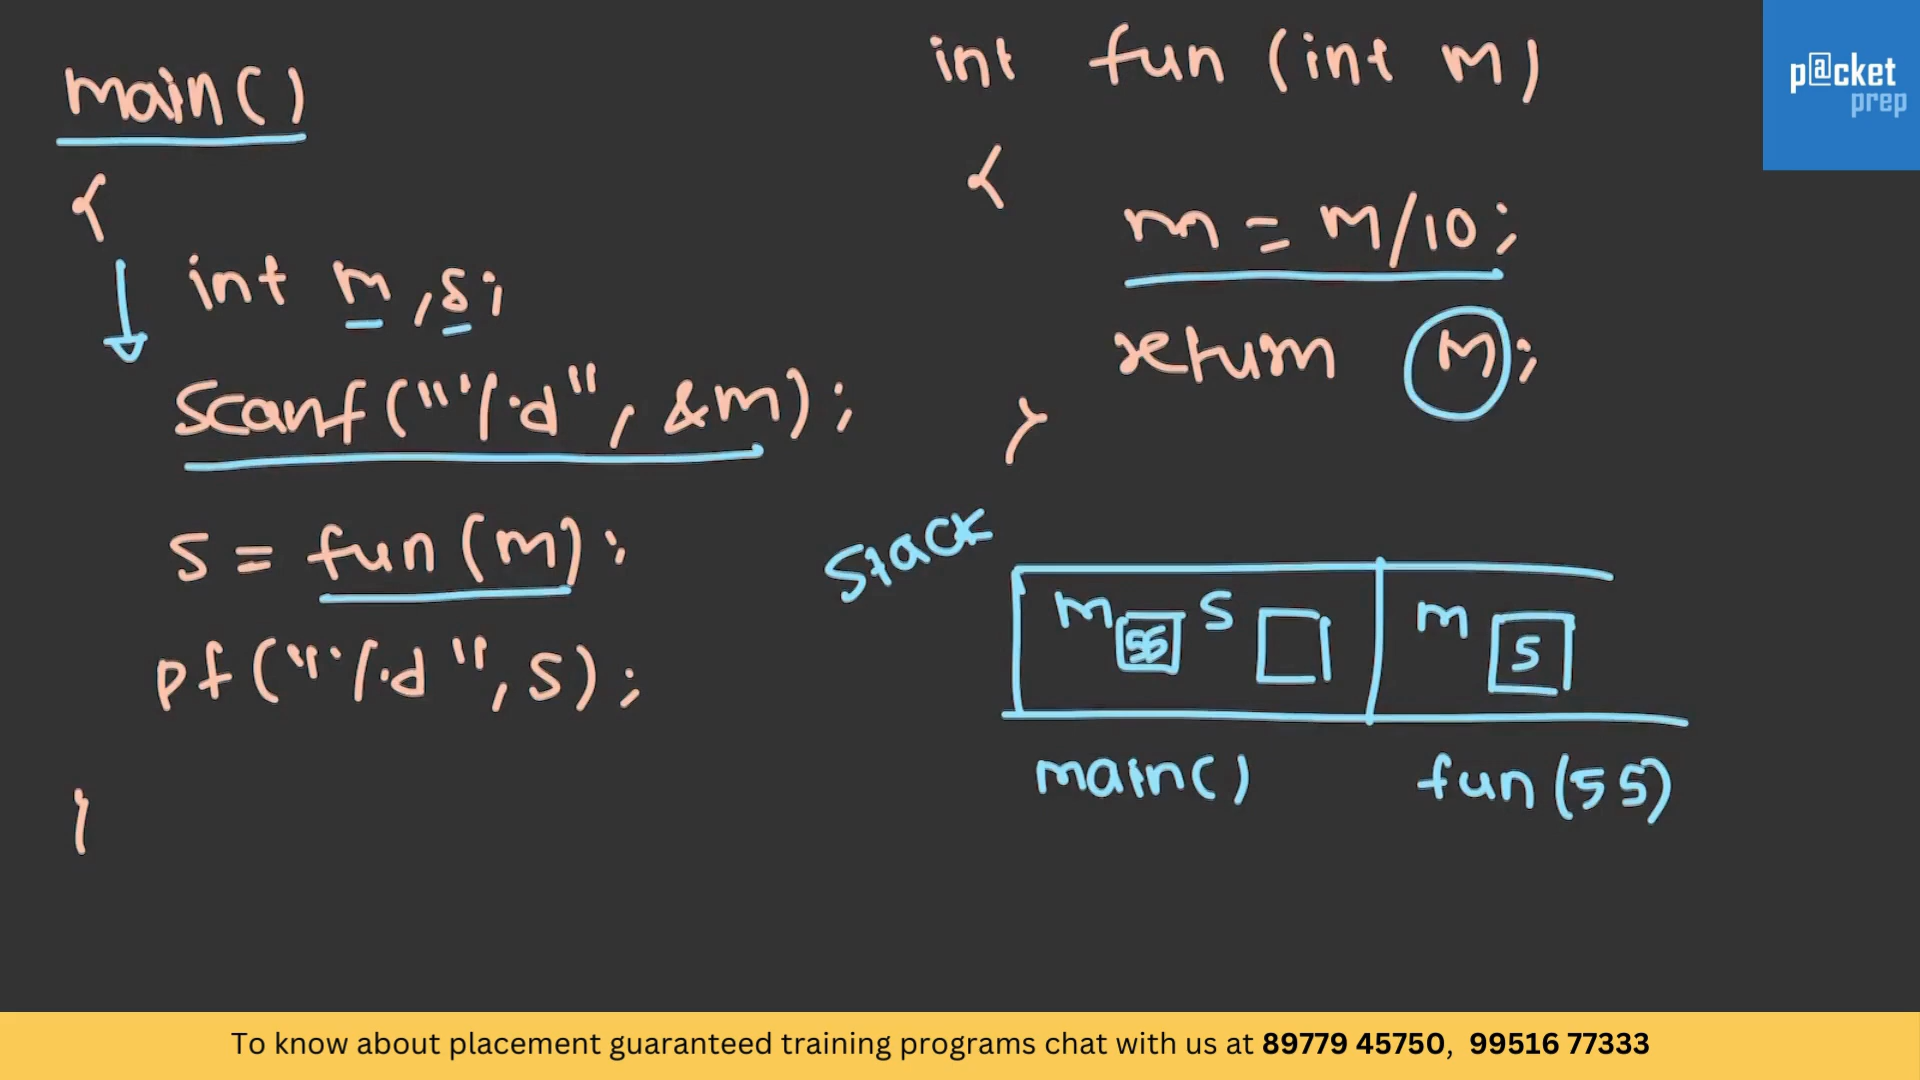 main()
{
int m,s;
scanf("%d", &m);
s = fun(m);
pf("%d", s);
}
int fun (int m)
{
m = m/10;
return m;
}
stack
m 55 s m 5
main() fun(55)
p@cket
prep
To know about placement guaranteed training programs chat with us at 89779 45750, 99516 77333